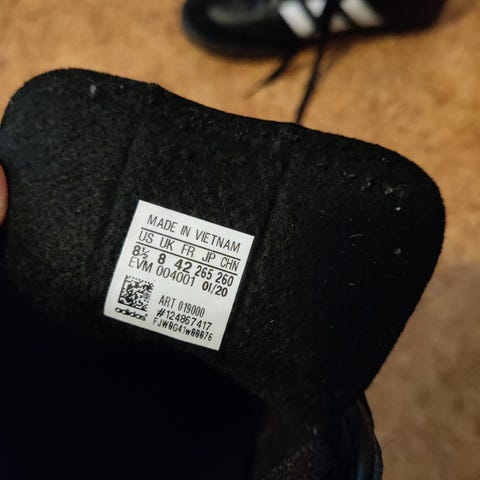 MADE IN VIETNAM
US UK FR JP CHN
8½ 8 42 265 260
EVM 004001 01/20
ART 019000
#124867417
adidas FJW0G41W00076